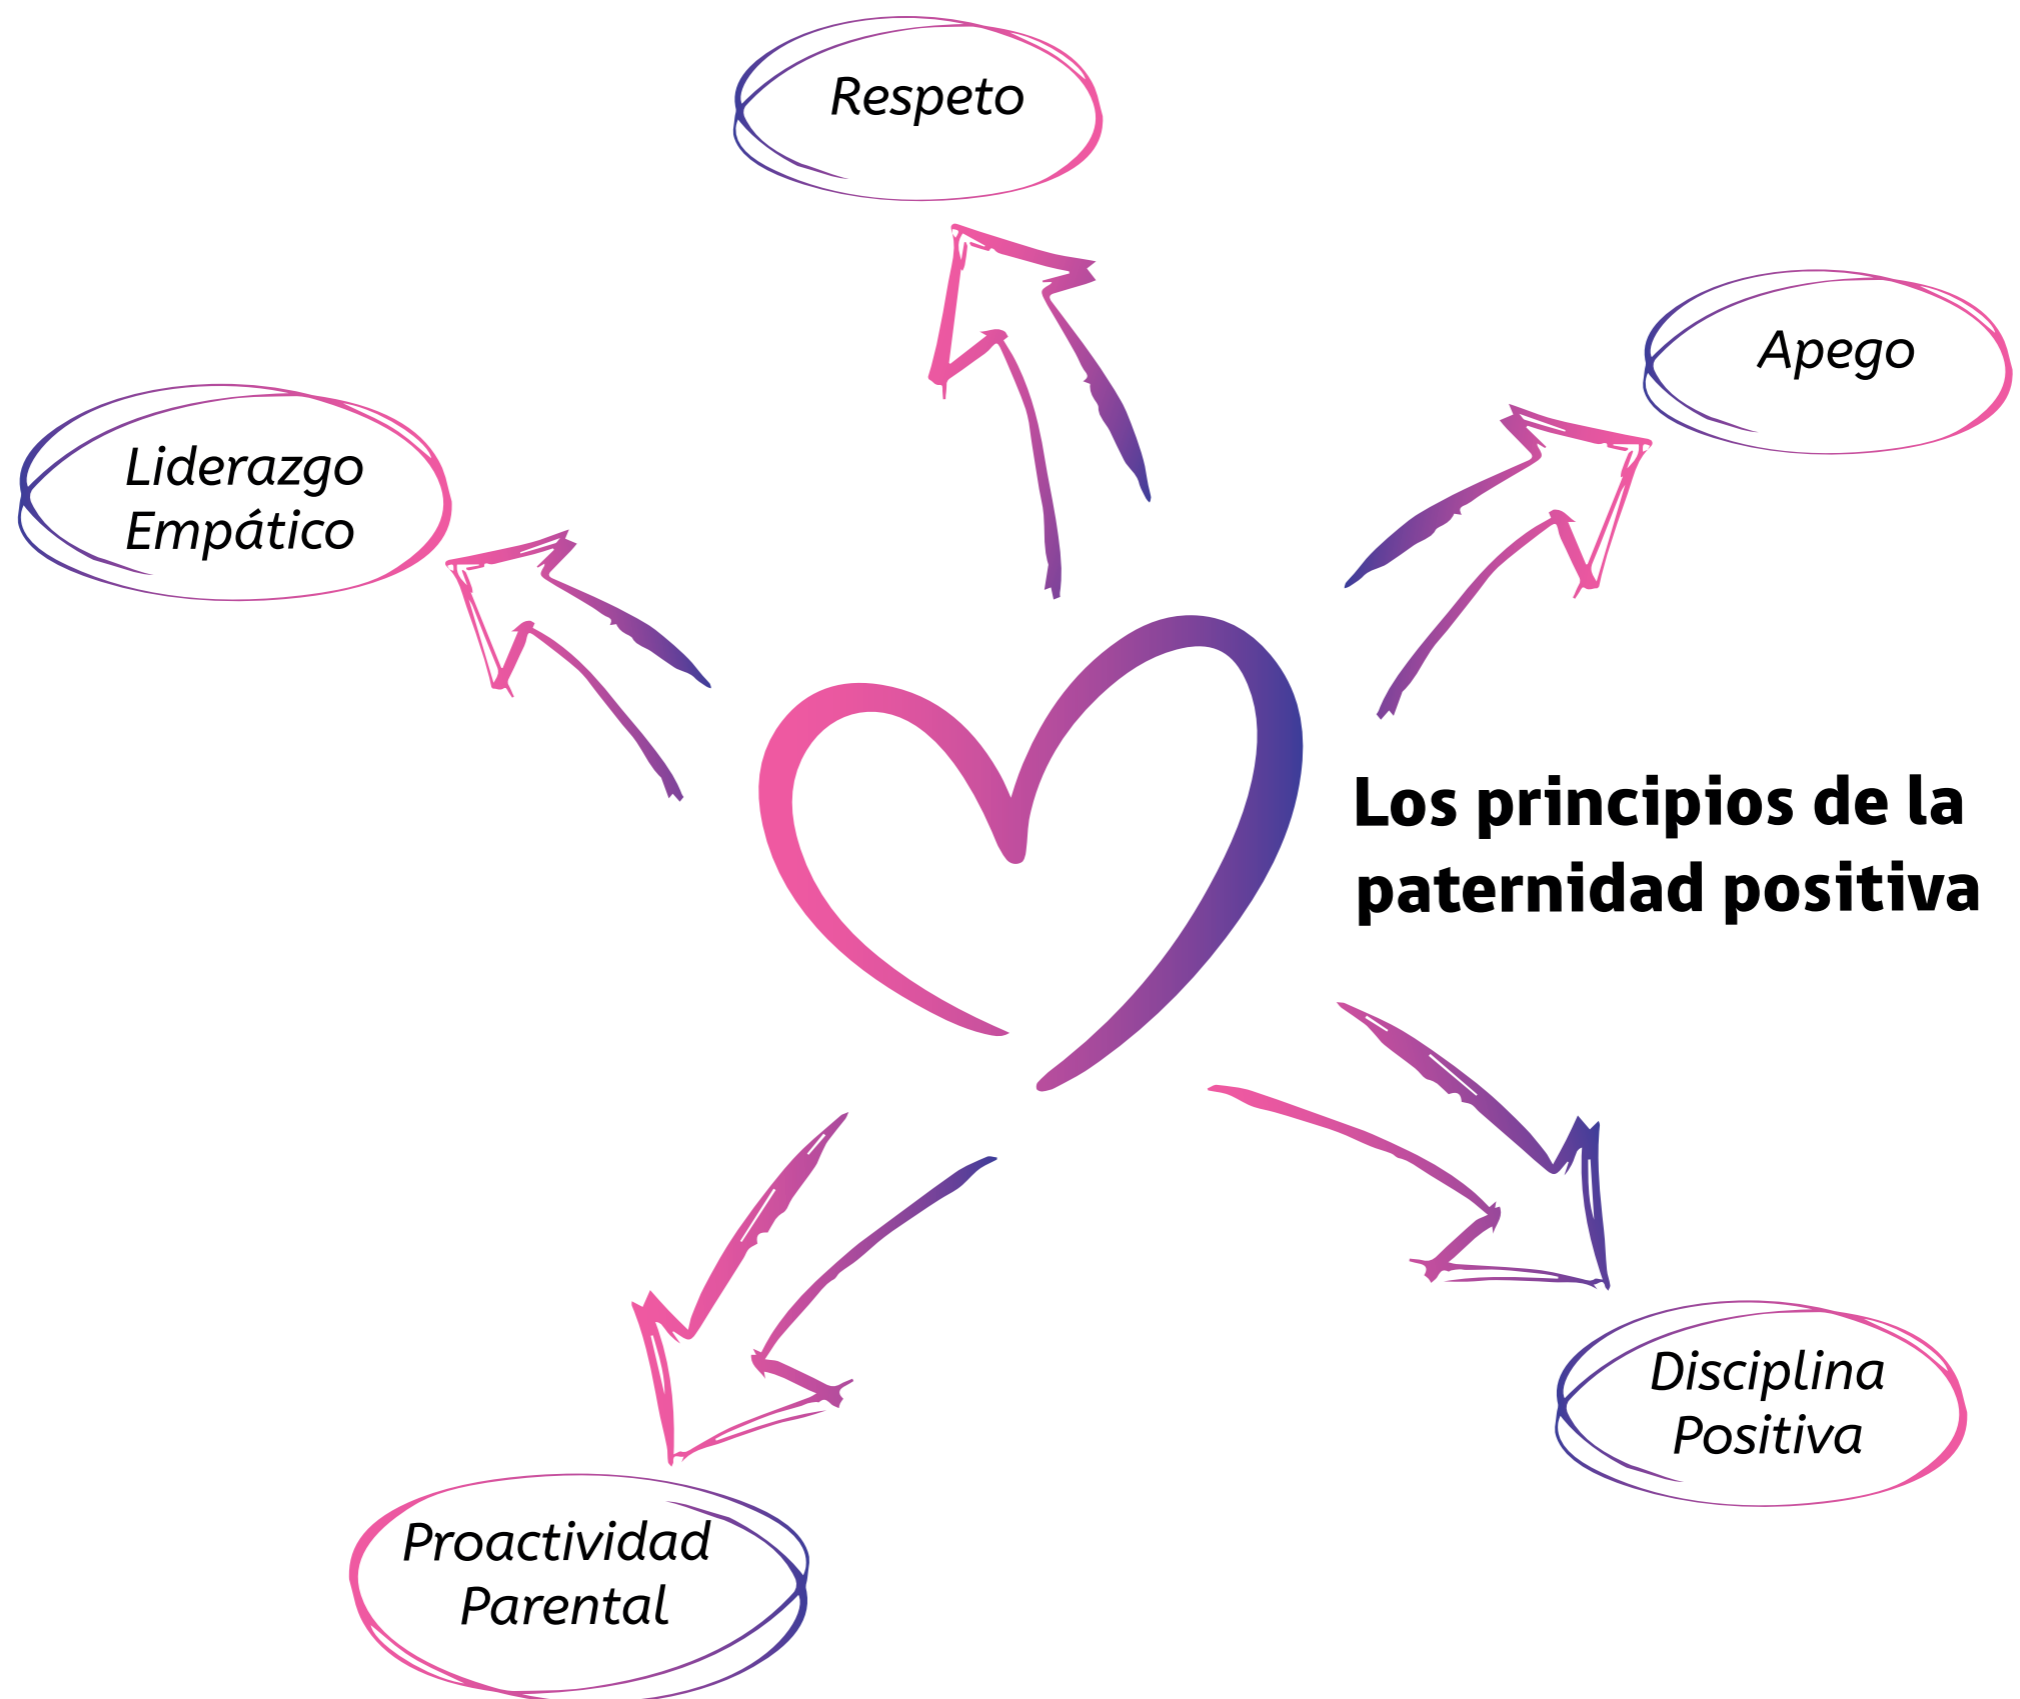 Respeto
Apego
Liderazgo
Empático
Los principios de la
paternidad positiva
Disciplina
Positiva
Proactividad
Parental